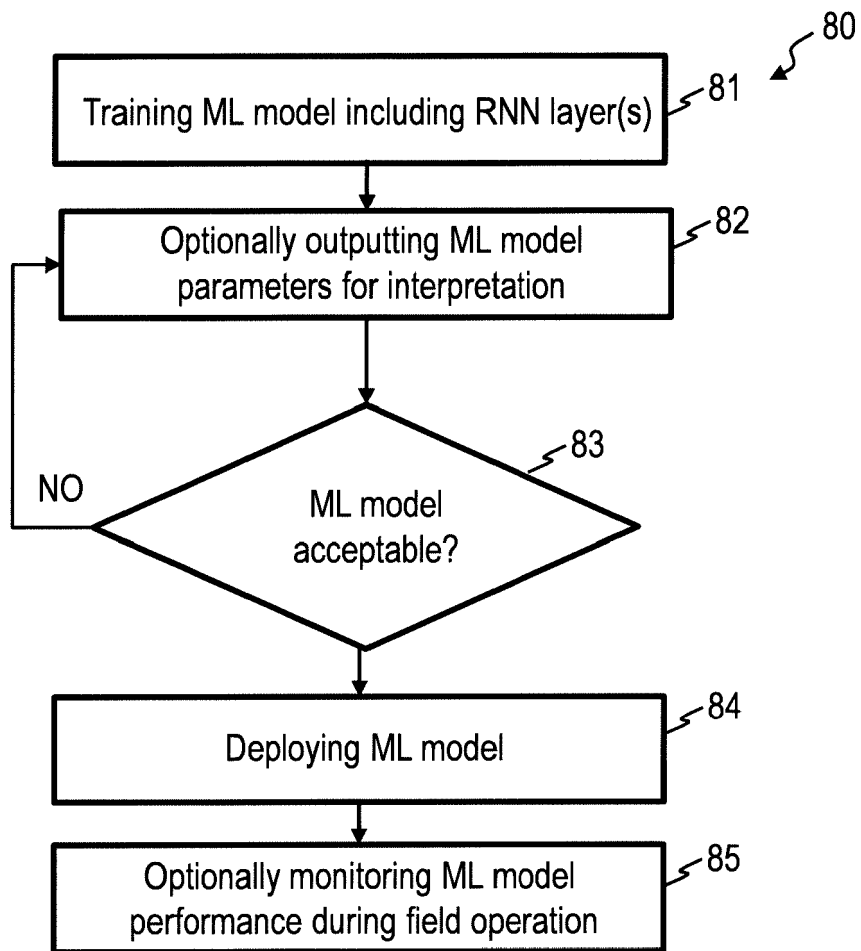 80
Training ML model including RNN layer(s)
81
Optionally outputting ML model
parameters for interpretation
82
ML model
acceptable?
83
NO
Deploying ML model
84
Optionally monitoring ML model
performance during field operation
85